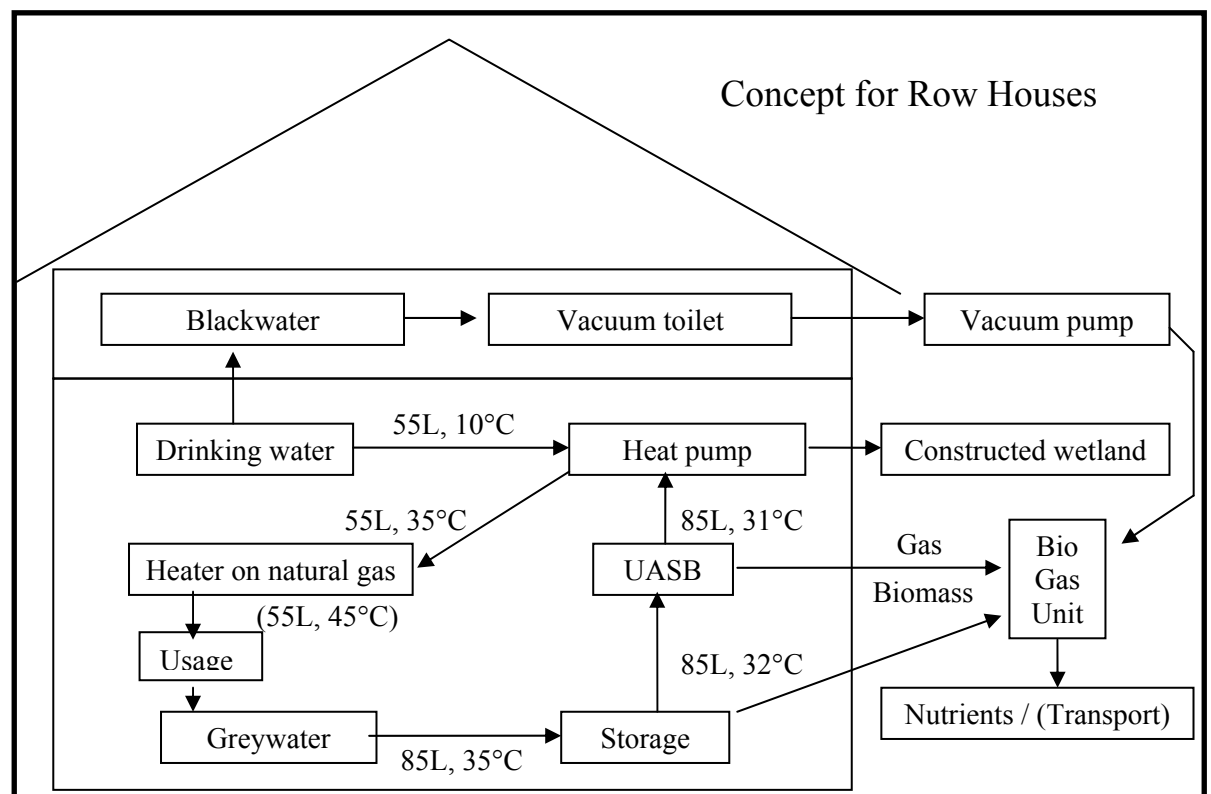 Concept for Row Houses
Blackwater
Vacuum toilet
Vacuum pump
55L, 10°C
Drinking water
Heat pump
Constructed wetland
55L, 35°C
85L, 31°C
Gas
Bio
Gas
Unit
Heater on natural gas
UASB
Biomass
(55L, 45°C)
Usage
85L, 32°C
Nutrients / (Transport)
Greywater
Storage
85L, 35°C